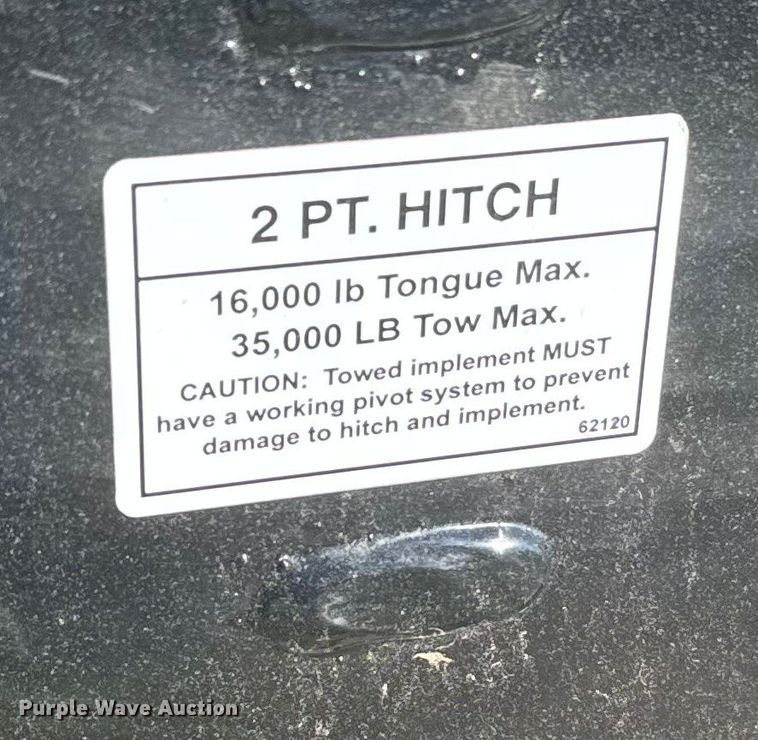 2 PT. HITCH
16,000 lb Tongue Max.
35,000 LB Tow Max.
CAUTION: Towed implement MUST
have a working pivot system to prevent
damage to hitch and implement.
62120
Purple Wave Auction